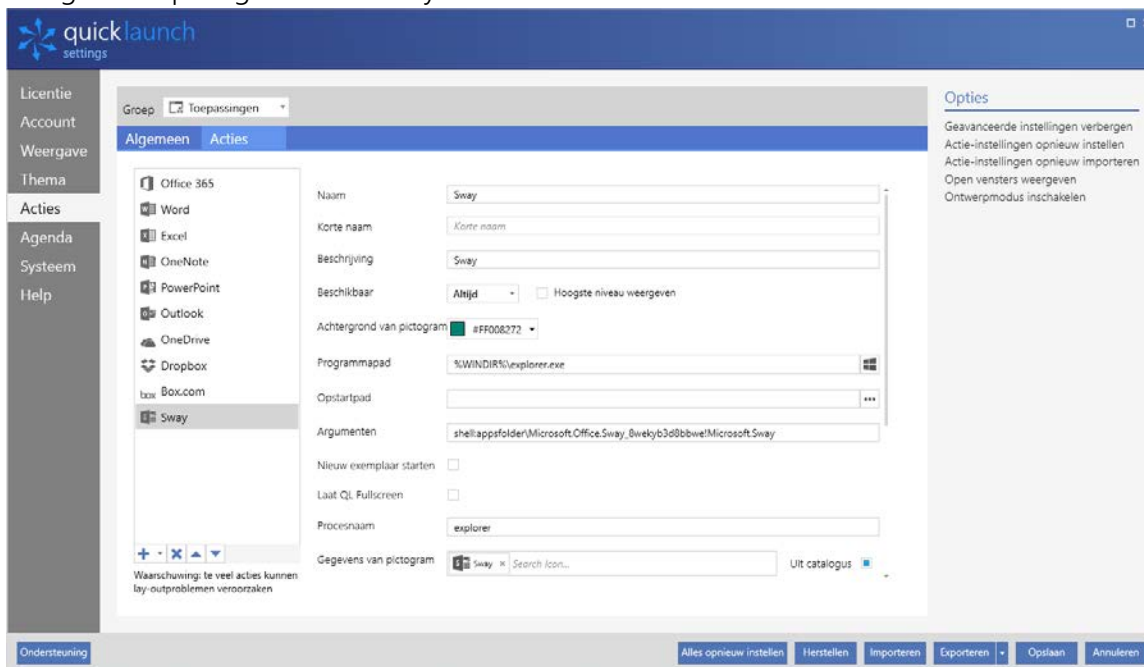 quicklaunch
settings
Licentie
Account
Weergave
Thema
Acties
Agenda
Systeem
Help
Groep Toepassingen
Algemeen Acties
Office 365
Word
Excel
OneNote
PowerPoint
Outlook
OneDrive
Dropbox
box Box.com
Sway
Waarschuwing: te veel acties kunnen
lay-outproblemen veroorzaken
Naam Sway
Korte naam Korte naam
Beschrijving Sway
Beschikbaar Altijd Hoogste niveau weergeven
Achtergrond van pictogram #FF008272
Programmapad %WINDIR%\explorer.exe
Opstartpad
Argumenten shell:appsfolder\Microsoft.Office.Sway_8wekyb3d8bbwe!Microsoft.Sway
Nieuw exemplaar starten
Laat QL Fullscreen
Procesnaam explorer
Gegevens van pictogram Sway × Search Icon... Uit catalogus
Opties
Geavanceerde instellingen verbergen
Actie-instellingen opnieuw instellen
Actie-instellingen opnieuw importeren
Open vensters weergeven
Ontwerpmodus inschakelen
Ondersteuning Alles opnieuw instellen Herstellen Importeren Exporteren Opslaan Annuleren